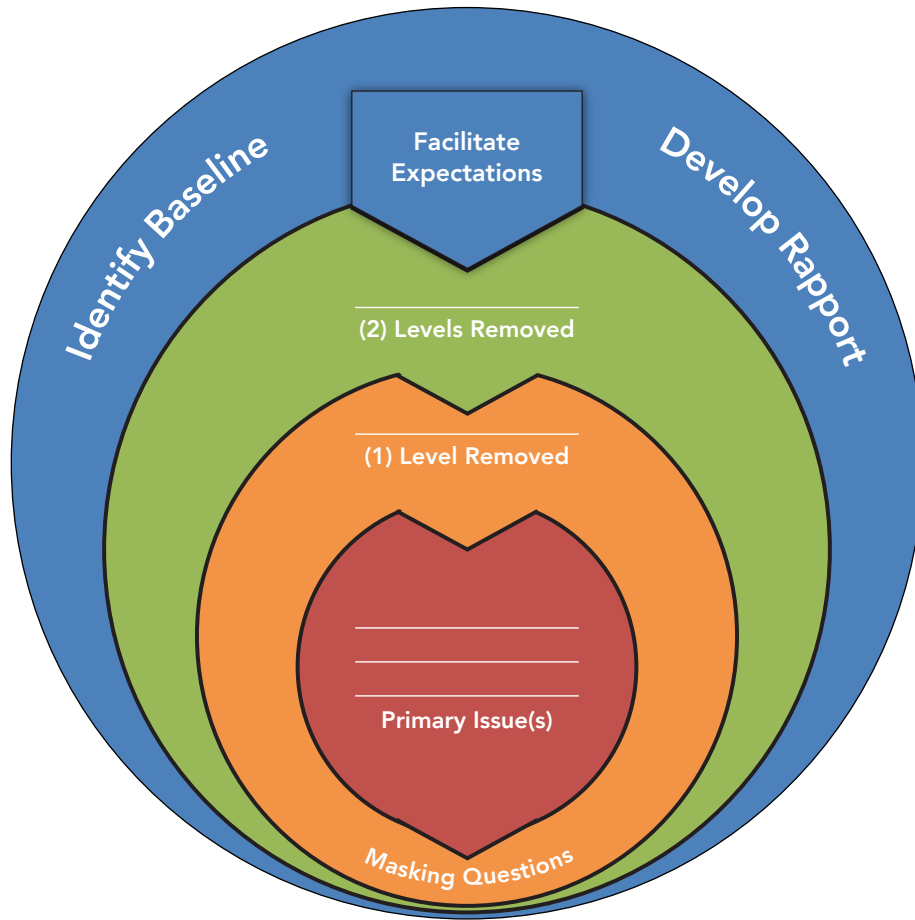 Identify Baseline
Facilitate
Expectations
Develop Rapport
(2) Levels Removed
(1) Level Removed
Primary Issue(s)
Masking Questions